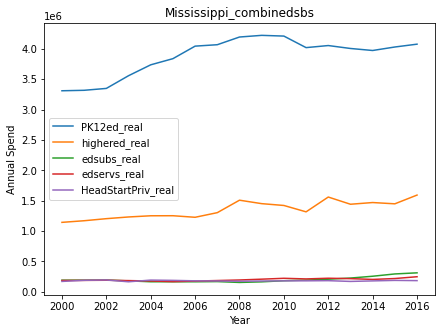 Mississippi_combinedsbs
1e6
4.0
3.5
3.0
2.5
2.0
1.5
1.0
0.5
0.0
Annual Spend
PK12ed_real
highered_real
edsubs_real
edservs_real
HeadStartPriv_real
2000 2002 2004 2006 2008 2010 2012 2014 2016
Year